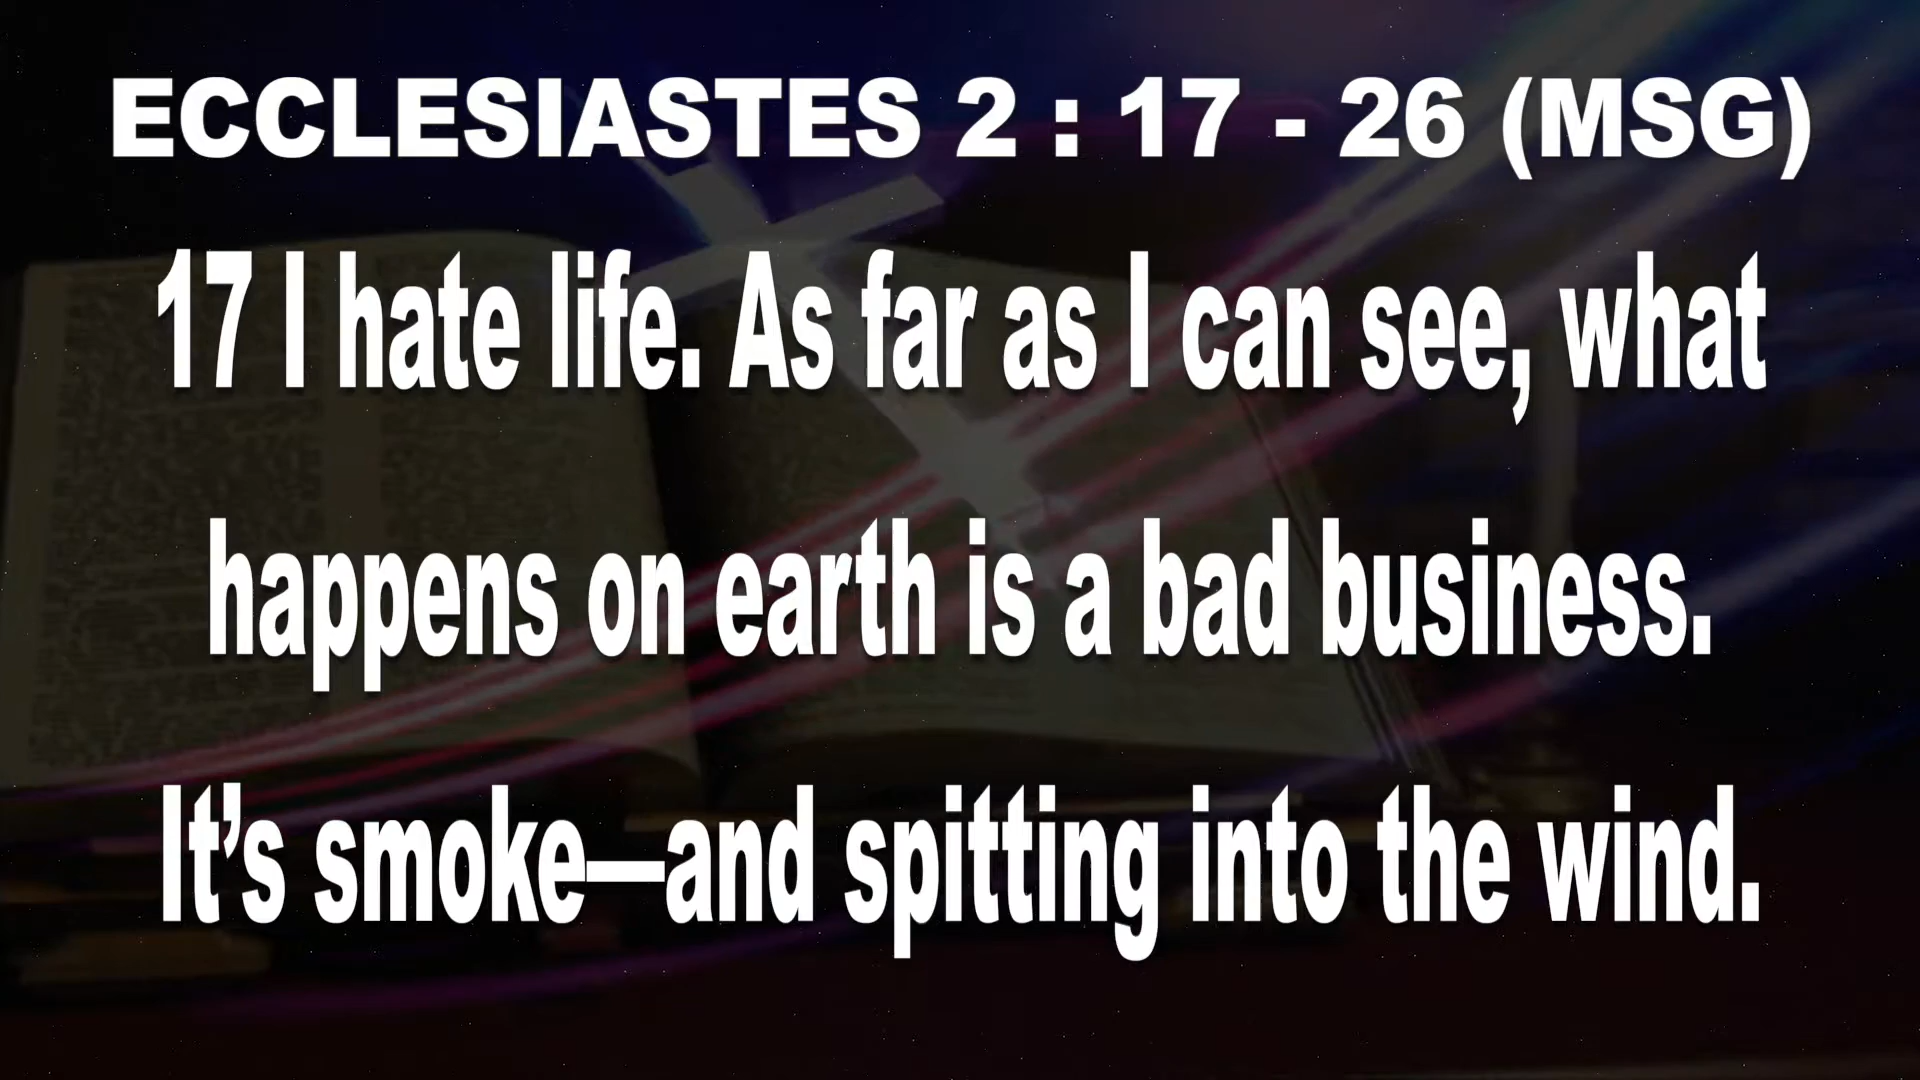 ECCLESIASTES 2 : 17 - 26 (MSG)
17 I hate life. As far as I can see, what
happens on earth is a bad business.
It’s smoke—and spitting into the wind.